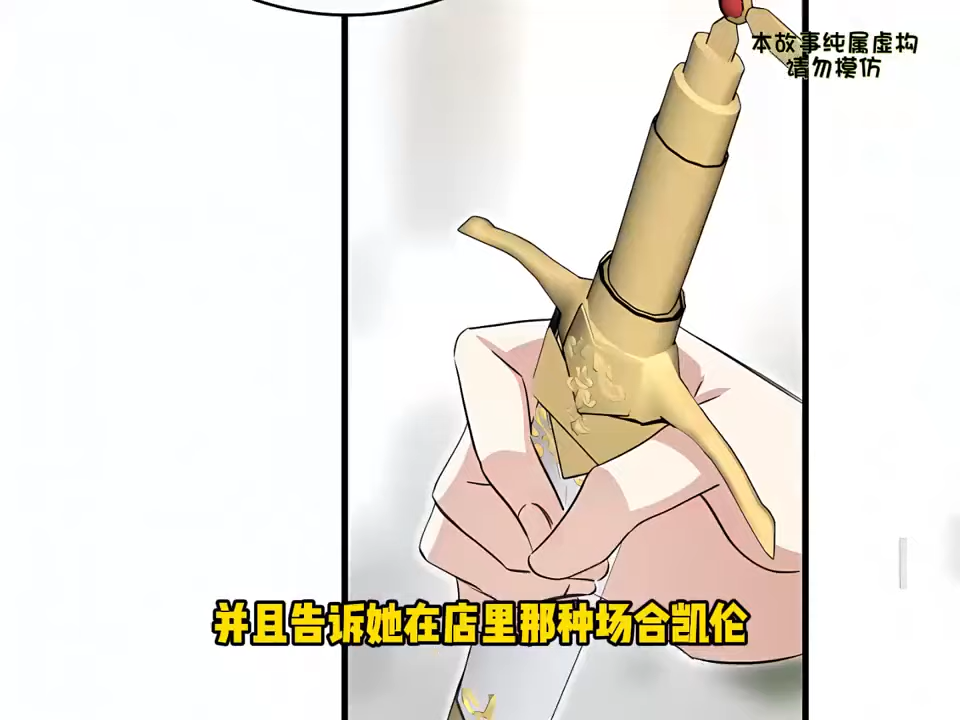 本故事纯属虚构
请勿模仿
并且告诉她在店里那种场合凯伦